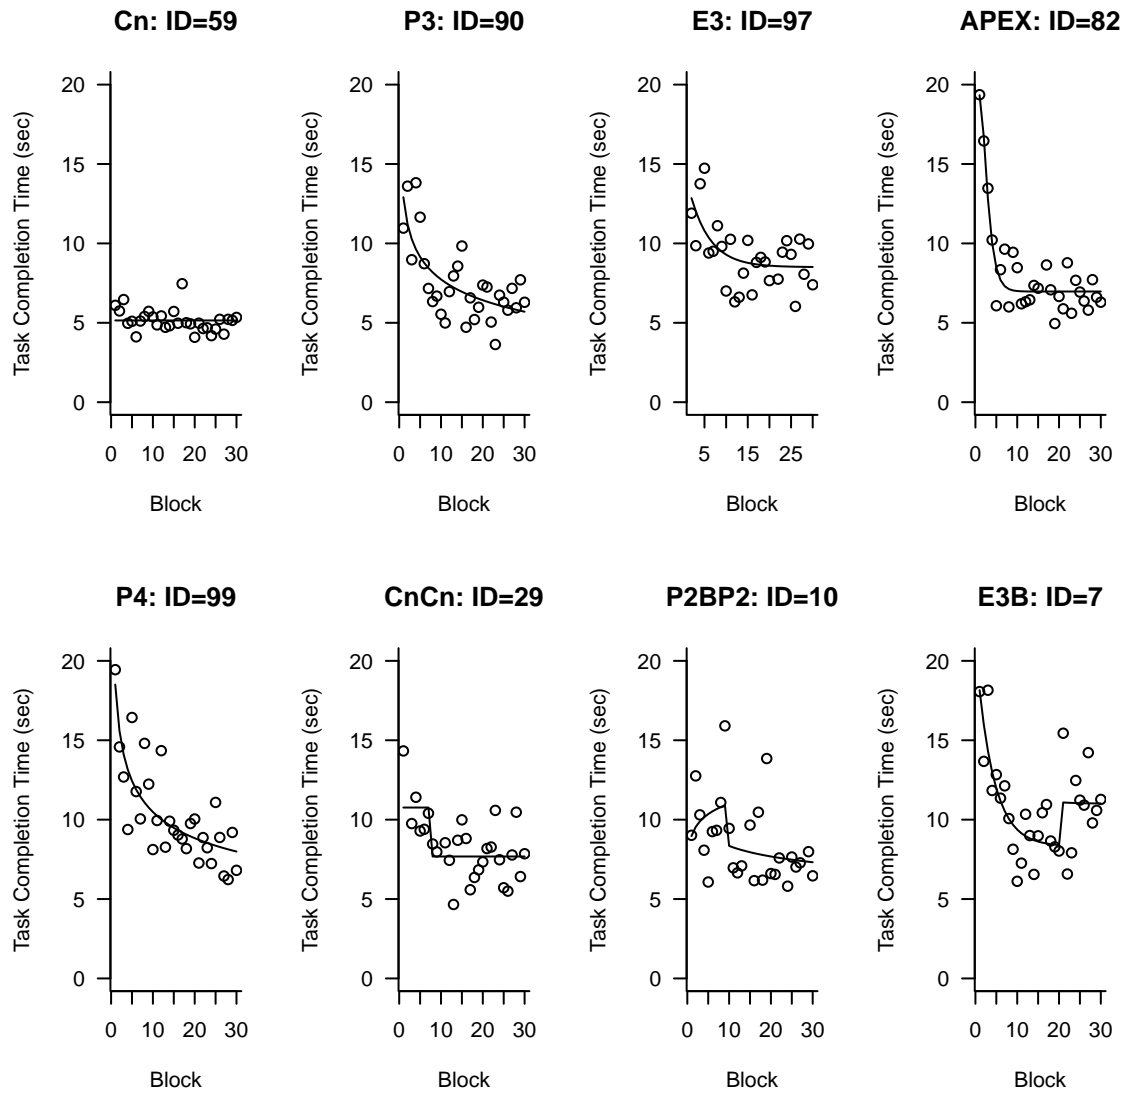 Cn: ID=59
Task Completion Time (sec)
20
15
10
5
0
0 10 20 30
Block
P3: ID=90
Task Completion Time (sec)
20
15
10
5
0
0 10 20 30
Block
E3: ID=97
Task Completion Time (sec)
20
15
10
5
0
5 15 25
Block
APEX: ID=82
Task Completion Time (sec)
20
15
10
5
0
0 10 20 30
Block
P4: ID=99
Task Completion Time (sec)
20
15
10
5
0
0 10 20 30
Block
CnCn: ID=29
Task Completion Time (sec)
20
15
10
5
0
0 10 20 30
Block
P2BP2: ID=10
Task Completion Time (sec)
20
15
10
5
0
0 10 20 30
Block
E3B: ID=7
Task Completion Time (sec)
20
15
10
5
0
0 10 20 30
Block